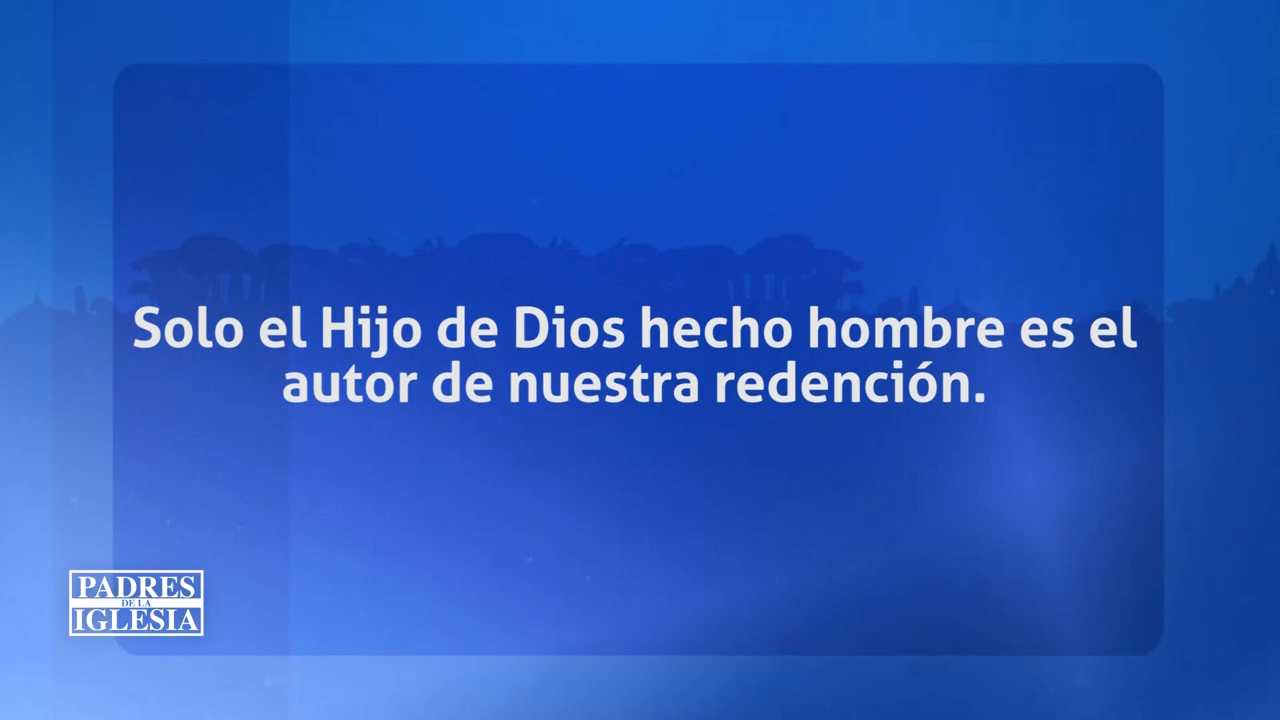 Solo el Hijo de Dios hecho hombre es el
autor de nuestra redención.
PADRES
DE LA
IGLESIA